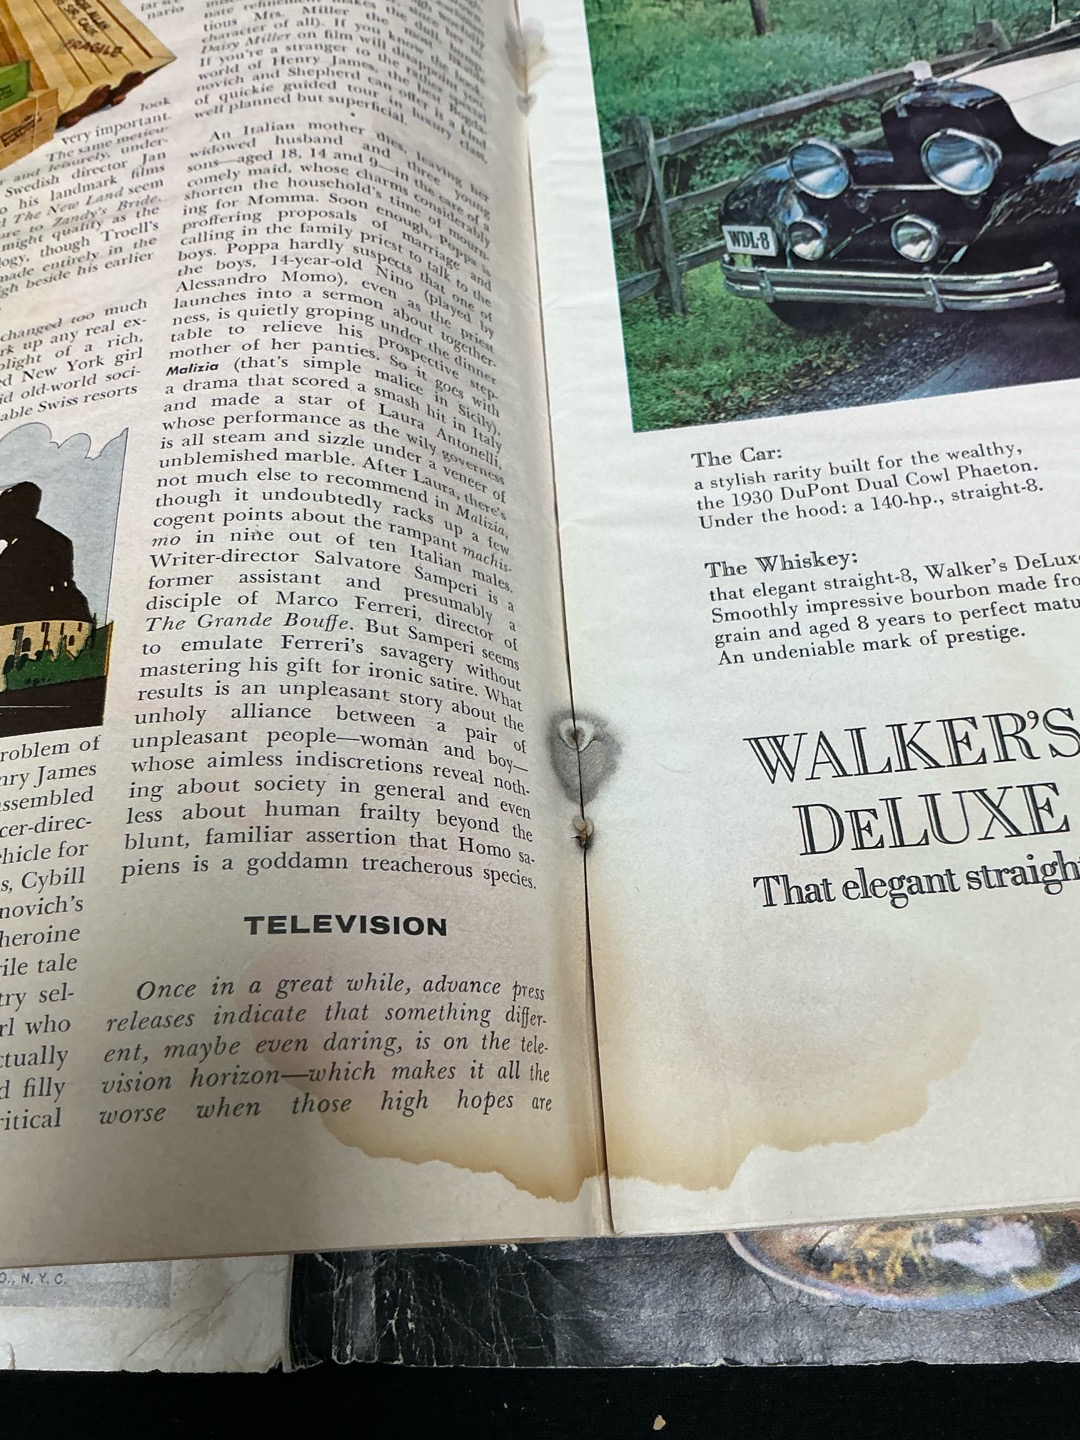 FRAGILE
look
very important.
The same meticu-
and leisurely, under-
Swedish director Jan
his landmark films
The New Land seem
Zandy's Bride.
might qualify as the
though Troell's
made entirely in the
beside his earlier
changed too much
up any real ex-
plight of a rich,
New York girl
old-world soci-
Swiss resorts
problem of
James
assembled
vehicle for
Cybill
heroine
tale
try sel-
who
filly
nario
Mrs. Miller the most
character of all). If you know the book,
Daisy Miller on film will disappoint you.
If you're a stranger to the rather special
world of Henry James, the best Bogda-
novich and Shepherd can offer is a kind
of quickie guided tour in luxury class,
well planned but superficial.
An Italian mother dies, leaving her
widowed husband and three young
sons—aged 18, 14 and 9—in the care of a
comely maid, whose charms considerably
shorten the household's time of mourn-
ing for Momma. Soon enough, Poppa is
proffering proposals of marriage and
calling in the family priest to talk to the
boys. Poppa hardly suspects that one of
the boys, 14-year-old Nino (played by
Alessandro Momo), even as the priest
launches into a sermon about together-
ness, is quietly groping under the dinner
table to relieve his prospective step-
mother of her panties. So it goes with
Malizia (that's simple malice in Sicily),
a drama that scored a smash hit in Italy
and made a star of Laura Antonelli,
whose performance as the wily governess
is all steam and sizzle under a veneer of
unblemished marble. After Laura, there's
not much else to recommend in Malizia,
though it undoubtedly racks up a few
cogent points about the rampant machis-
mo in nine out of ten Italian males.
Writer-director Salvatore Samperi is a
former assistant and presumably a
disciple of Marco Ferreri, director of
The Grande Bouffe. But Samperi seems
to emulate Ferreri's savagery without
mastering his gift for ironic satire. What
results is an unpleasant story about the
unholy alliance between a pair of
unpleasant people—woman and boy—
whose aimless indiscretions reveal noth-
ing about society in general and even
less about human frailty beyond the
blunt, familiar assertion that Homo sa-
piens is a goddamn treacherous species.
TELEVISION
Once in a great while, advance press
releases indicate that something differ-
ent, maybe even daring, is on the tele-
vision horizon—which makes it all the
worse when those high hopes are
WDL-8
The Car:
a stylish rarity built for the wealthy,
the 1930 DuPont Dual Cowl Phaeton.
Under the hood: a 140-hp., straight-8.
The Whiskey:
that elegant straight-8, Walker's DeLuxe
Smoothly impressive bourbon made
grain and aged 8 years to perfect
An undeniable mark of prestige.
WALKER'S
DELUXE
That elegant
N. Y. C.